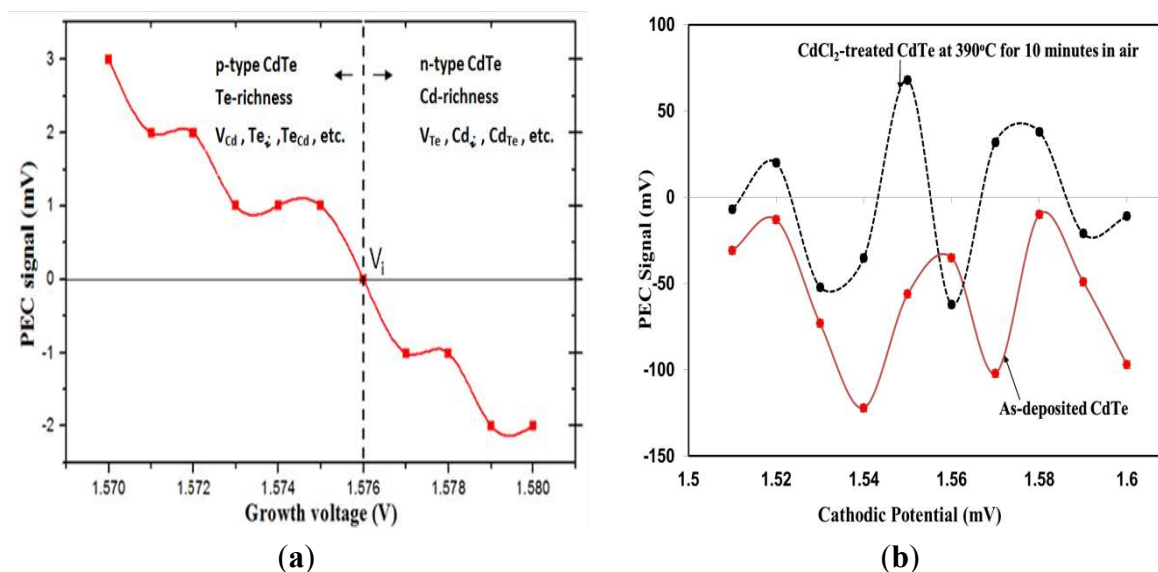 p-type CdTe
Te-richness
V_Cd , Te_i , Te_Cd , etc.
n-type CdTe
Cd-richness
V_Te , Cd_i , Cd_Te , etc.
V_i
PEC signal (mV)
3
2
1
0
-1
-2
1.570
1.572
1.574
1.576
1.578
1.580
Growth voltage (V)
(a)
CdCl₂-treated CdTe at 390°C for 10 minutes in air
As-deposited CdTe
PEC Signal (mV)
100
50
0
-50
-100
-150
1.5
1.52
1.54
1.56
1.58
1.6
Cathodic Potential (mV)
(b)